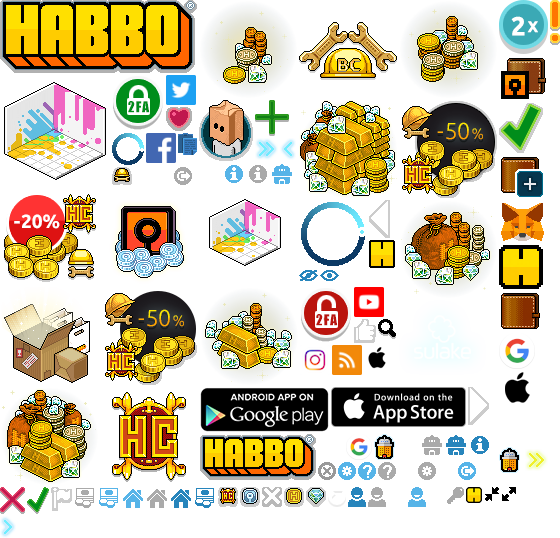 HABBO®
2x
BC
2FA
-50%
-20%
HC
HC
H
H
-50%
HC
2FA
HC
ANDROID APP ON
Google play
Download on the
App Store
HABBO®
HC
H